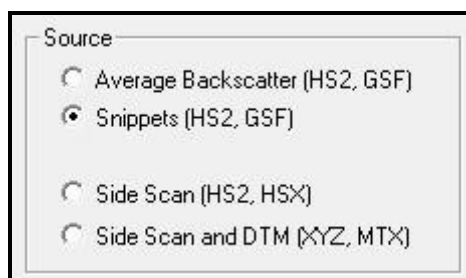 Source
Average Backscatter (HS2, GSF)
Snippets (HS2, GSF)
Side Scan (HS2, HSX)
Side Scan and DTM (XYZ, MTX)